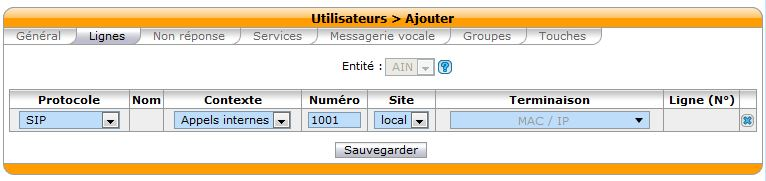 Utilisateurs > Ajouter
Général Lignes Non réponse Services Messagerie vocale Groupes Touches
Entité : AIN ?
Protocole Nom Contexte Numéro Site Terminaison Ligne (N°)
SIP Appels internes 1001 local MAC / IP
Sauvegarder